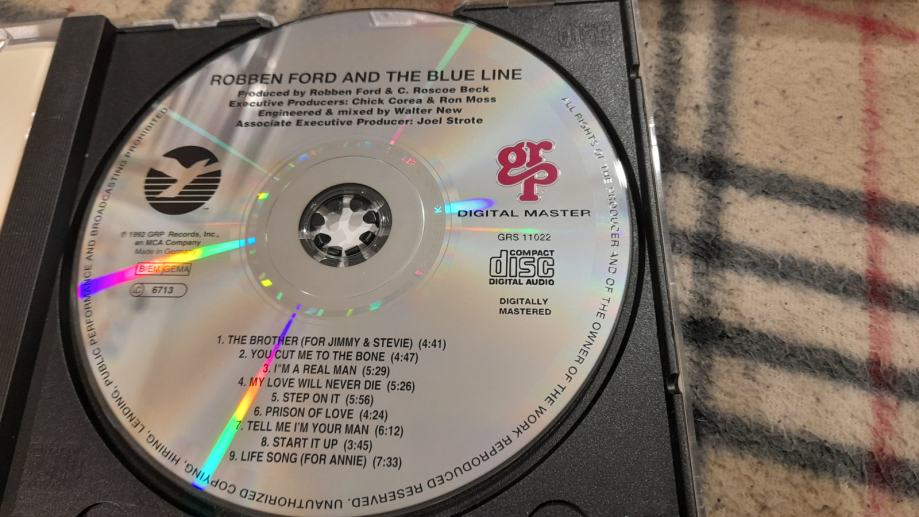 ROBBEN FORD AND THE BLUE LINE
Produced by Robben Ford & C. Roscoe Beck
Executive Producers: Chick Corea & Ron Moss
Engineered & mixed by Walter New
Associate Executive Producer: Joel Strote
grp
DIGITAL MASTER
GRS 11022
COMPACT
disc
DIGITAL AUDIO
DIGITALLY
MASTERED
℗ 1992 GRP Records, Inc.,
an MCA Company
Made in Germany
BIEM/GEMA
LC 6713
1. THE BROTHER (FOR JIMMY & STEVIE) (4:41)
2. YOU CUT ME TO THE BONE (4:47)
3. I"M A REAL MAN (5:29)
4. MY LOVE WILL NEVER DIE (5:26)
5. STEP ON IT (5:56)
6. PRISON OF LOVE (4:24)
7. TELL ME I'M YOUR MAN (6:12)
8. START IT UP (3:45)
9. LIFE SONG (FOR ANNIE) (7:33)
ALL RIGHTS OF THE PRODUCER AND OF THE OWNER OF THE WORK REPRODUCED RESERVED. UNAUTHORIZED COPYING, HIRING, LENDING, PUBLIC PERFORMANCE AND BROADCASTING PROHIBITED